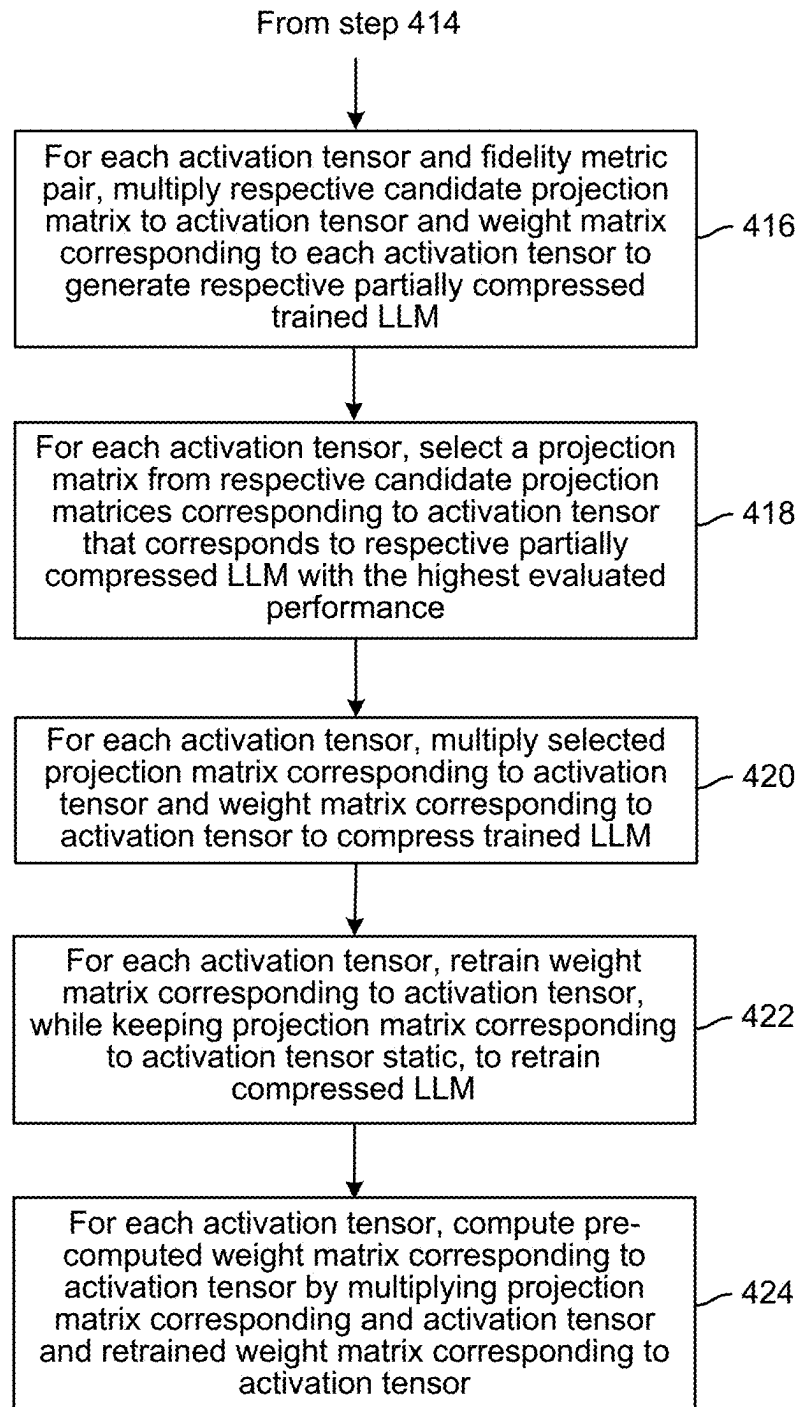 From step 414
For each activation tensor and fidelity metric
pair, multiply respective candidate projection
matrix to activation tensor and weight matrix
corresponding to each activation tensor to
generate respective partially compressed
trained LLM
416
For each activation tensor, select a projection
matrix from respective candidate projection
matrices corresponding to activation tensor
that corresponds to respective partially
compressed LLM with the highest evaluated
performance
418
For each activation tensor, multiply selected
projection matrix corresponding to activation
tensor and weight matrix corresponding to
activation tensor to compress trained LLM
420
For each activation tensor, retrain weight
matrix corresponding to activation tensor,
while keeping projection matrix corresponding
to activation tensor static, to retrain
compressed LLM
422
For each activation tensor, compute pre-
computed weight matrix corresponding to
activation tensor by multiplying projection
matrix corresponding and activation tensor
and retrained weight matrix corresponding to
activation tensor
424